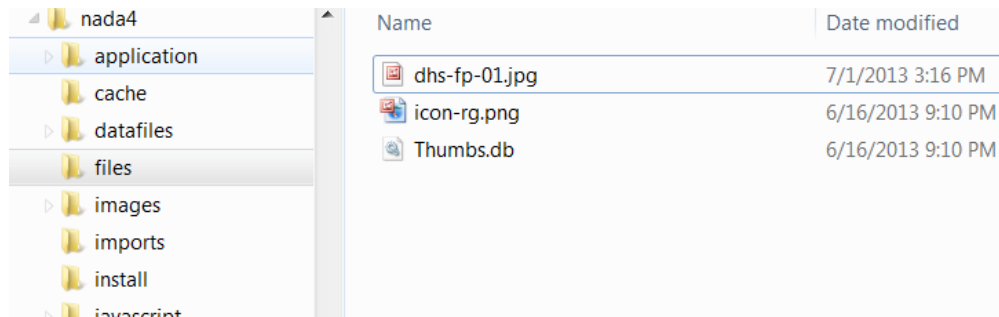 nada4
application
cache
datafiles
files
images
imports
install
javascript
Name Date modified
dhs-fp-01.jpg 7/1/2013 3:16 PM
icon-rg.png 6/16/2013 9:10 PM
Thumbs.db 6/16/2013 9:10 PM